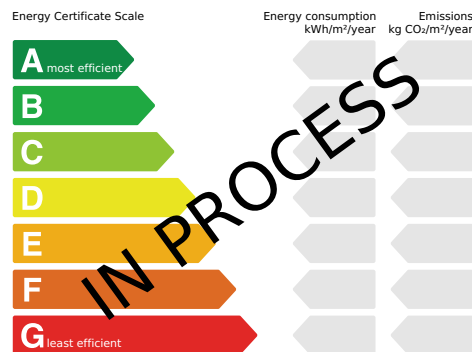 Energy Certificate Scale
Energy consumption
kWh/m²/year
Emissions
kg CO₂/m²/year
A most efficient
B
C
D
E
F
G least efficient
IN PROCESS